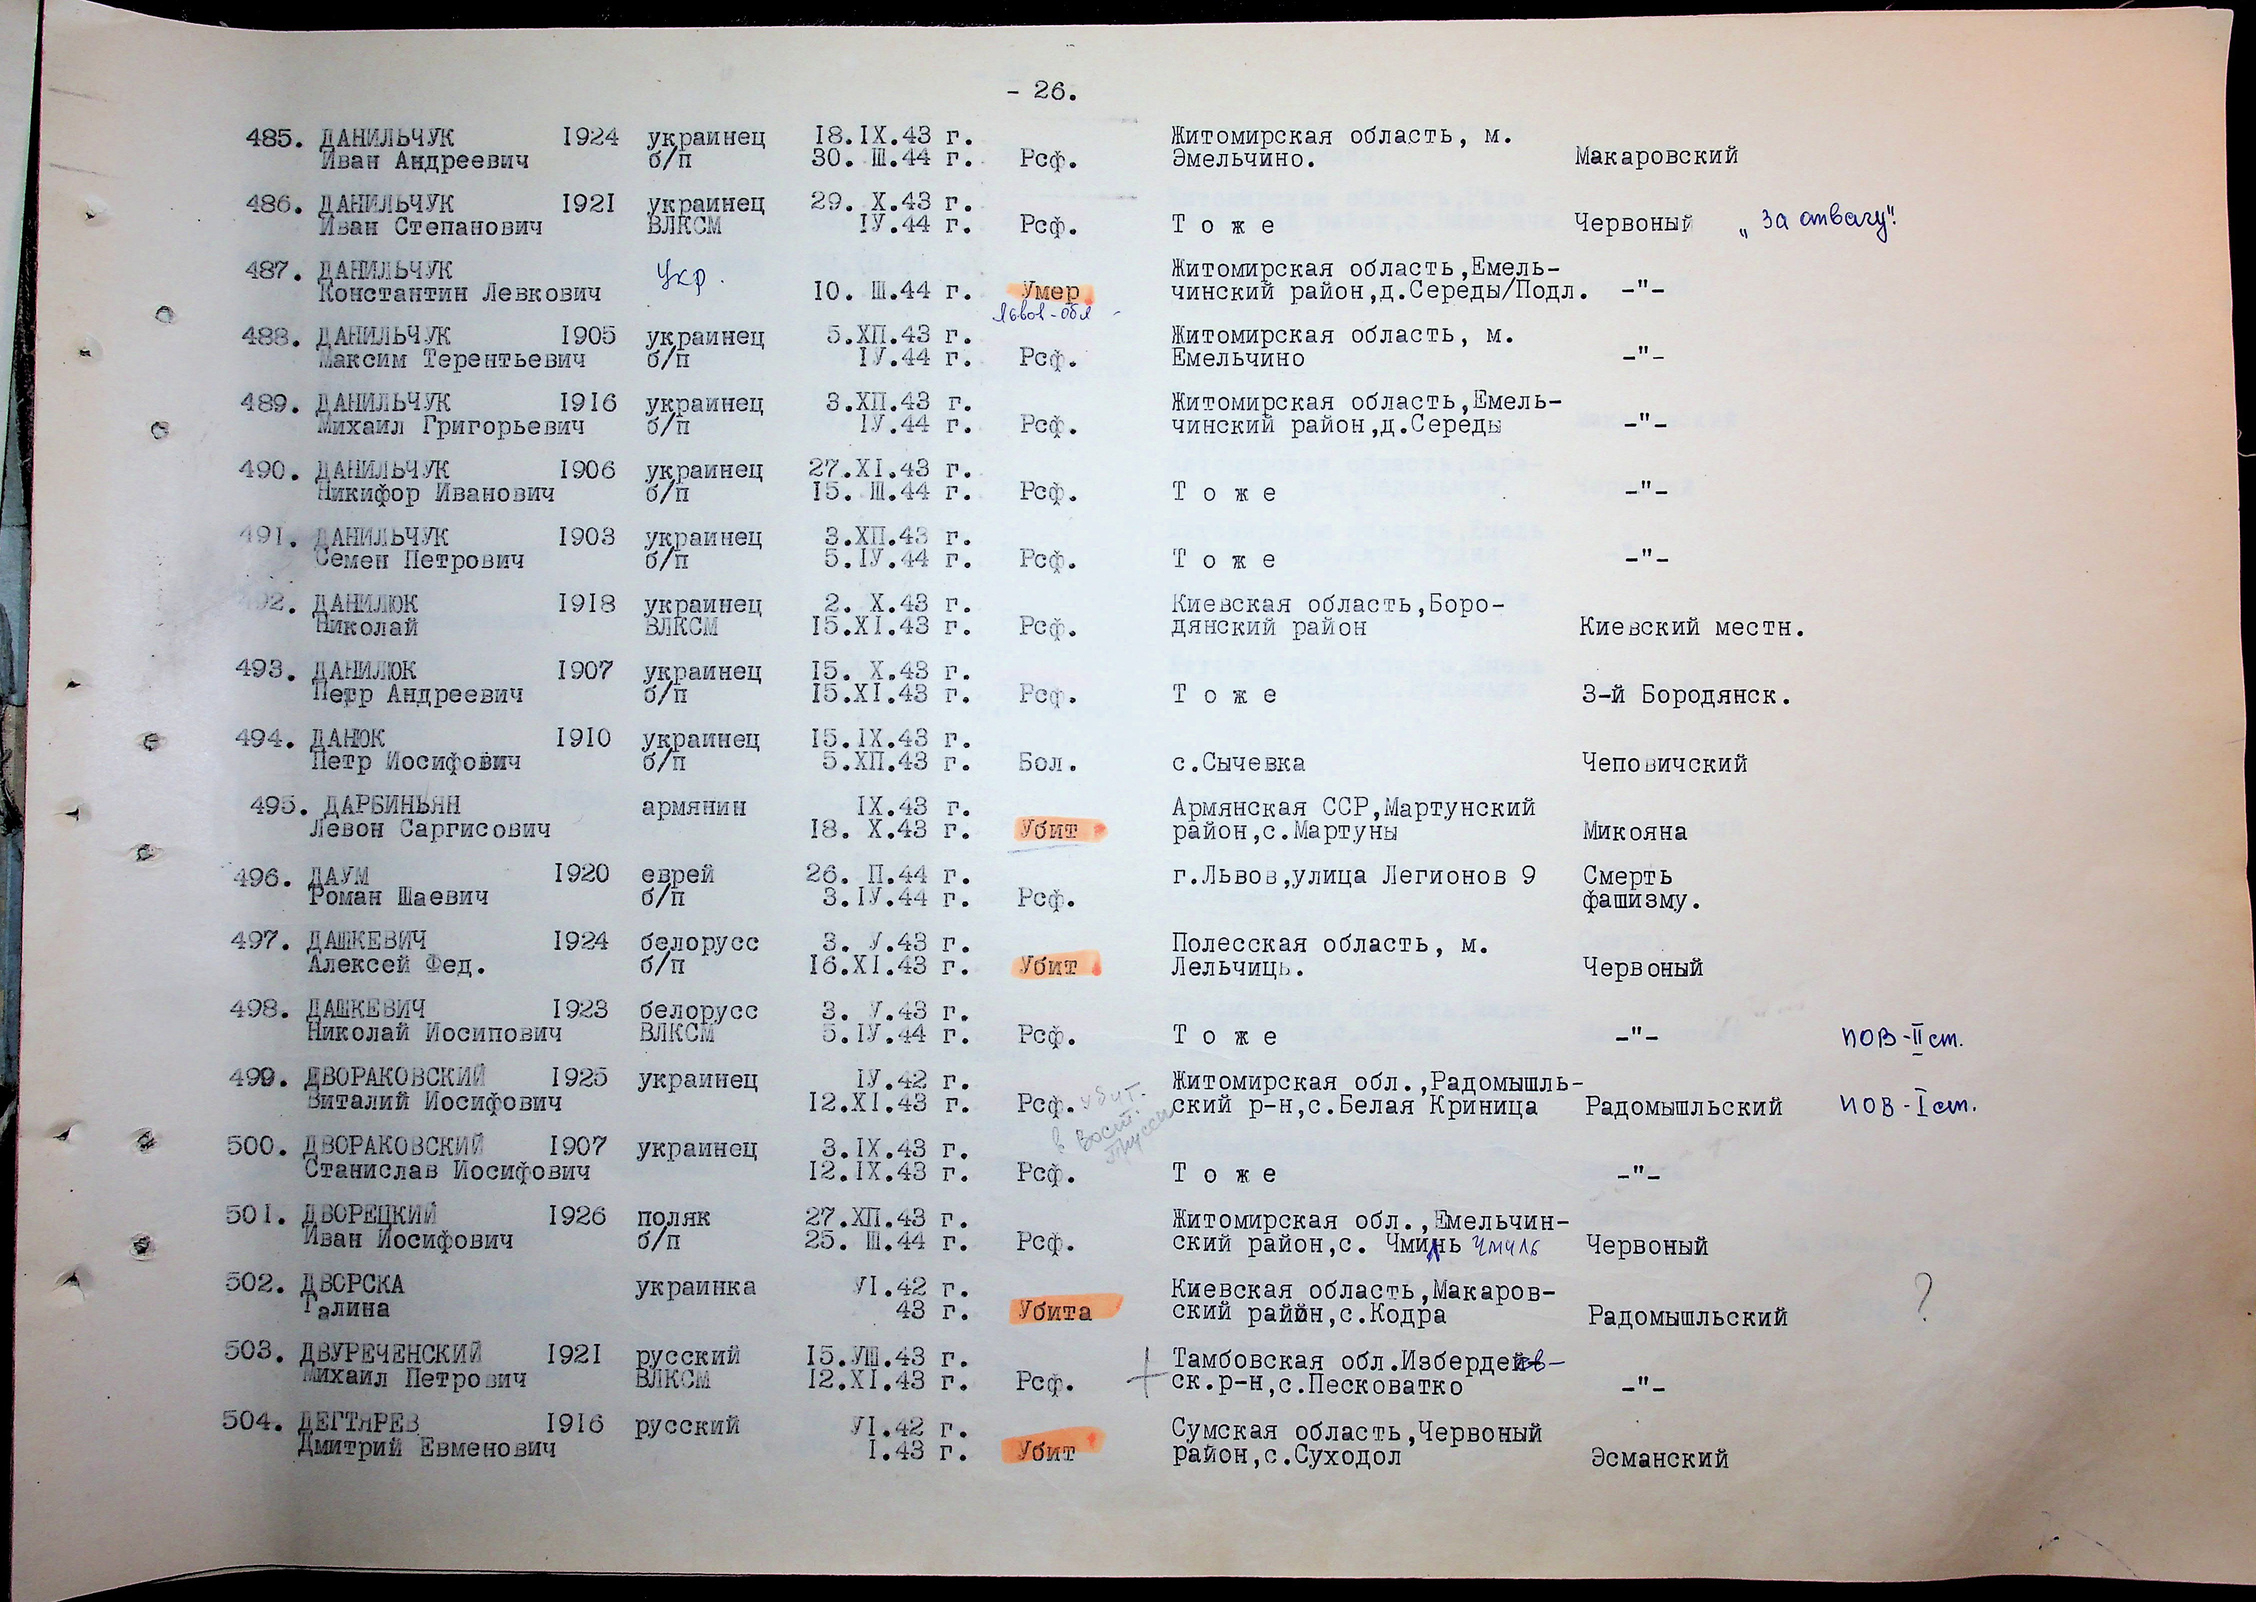 - 26.
485. ДАНИЛЬЧУК 1924 украинец 18.IX.43 г. Житомирская область, м.
Иван Андреевич б/п 30. Ш.44 г. Рсф. Эмельчино. Макаровский
486. ДАНИЛЬЧУК 1921 украинец 29. X.43 г.
Иван Степанович ВЛКСМ IУ.44 г. Рсф. Т о ж е Червоный „За отвагу".
487. ДАНИЛЬЧУК Укр. Житомирская область,Емель-
Константин Левкович 10. Ш.44 г. Умер чинский район,д.Середы/Подл. -"-
Львов-обл
488. ДАНИЛЬЧУК 1905 украинец 5.ХП.43 г. Житомирская область, м.
Максим Терентьевич б/п IУ.44 г. Рсф. Емельчино -"-
489. ДАНИЛЬЧУК 1916 украинец 3.ХП.43 г. Житомирская область,Емель-
Михаил Григорьевич б/п IУ.44 г. Рсф. чинский район,д.Середы -"-
490. ДАНИЛЬЧУК 1906 украинец 27.XI.43 г.
Никифор Иванович б/п 15. Ш.44 г. Рсф. Т о ж е -"-
491. ДАНИЛЬЧУК 1903 украинец 3.ХП.43 г.
Семен Петрович б/п 5.IУ.44 г. Рсф. Т о ж е -"-
492. ДАНИЛЮК 1918 украинец 2. X.43 г. Киевская область,Боро-
Николай ВЛКСМ 15.XI.43 г. Рсф. дянский район Киевский местн.
493. ДАНИЛЮК 1907 украинец 15. X.43 г.
Петр Андреевич б/п 15.XI.43 г. Рсф. Т о ж е 3-й Бородянск.
494. ДАНЮК 1910 украинец 15.IX.43 г.
Петр Иосифович б/п 5.ХП.43 г. Бол. с.Сычевка Чеповичский
495. ДАРБИНЬЯН армянин IX.43 г. Армянская ССР,Мартунский
Левон Саргисович 18. X.43 г. Убит район,с.Мартуны Микояна
496. ДАУМ 1920 еврей 26. П.44 г. г.Львов,улица Легионов 9 Смерть
Роман Шаевич б/п 3.IУ.44 г. Рсф. фашизму.
497. ДАШКЕВИЧ 1924 белорусс 3. У.43 г. Полесская область, м.
Алексей Фед. б/п 16.XI.43 г. Убит Лельчицы. Червоный
498. ДАШКЕВИЧ 1923 белорусс 3. У.43 г.
Николай Иосипович ВЛКСМ 5.IУ.44 г. Рсф. Т о ж е -"- ПОВ-II ст.
499. ДВОРАКОВСКИЙ 1925 украинец IУ.42 г. Житомирская обл.,Радомышль-
Виталий Иосифович 12.XI.43 г. Рсф. убит. ский р-н,с.Белая Криница Радомышльский ПОВ-I ст.
в Вост. Пруссии
500. ДВОРАКОВСКИЙ 1907 украинец 3.IX.43 г.
Станислав Иосифович 12.IX.43 г. Рсф. Т о ж е -"-
501. ДВОРЕЦКИЙ 1926 поляк 27.ХП.43 г. Житомирская обл.,Емельчин-
Иван Иосифович б/п 25. Ш.44 г. Рсф. ский район,с. Чминь Чмиль Червоный
502. ДВОРСКА украинка УI.42 г. Киевская область,Макаров- ?
Галина 43 г. Убита ский район,с.Кодра Радомышльский
503. ДВУРЕЧЕНСКИЙ 1921 русский 15.УШ.43 г. Тамбовская обл.Избердеев-
Михаил Петрович ВЛКСМ 12.XI.43 г. Рсф. + ск.р-н,с.Песковатко -"-
504. ДЕГТЯРЕВ 1916 русский УI.42 г. Сумская область,Червоный
Дмитрий Евменович I.43 г. Убит район,с.Суходол Эсманский